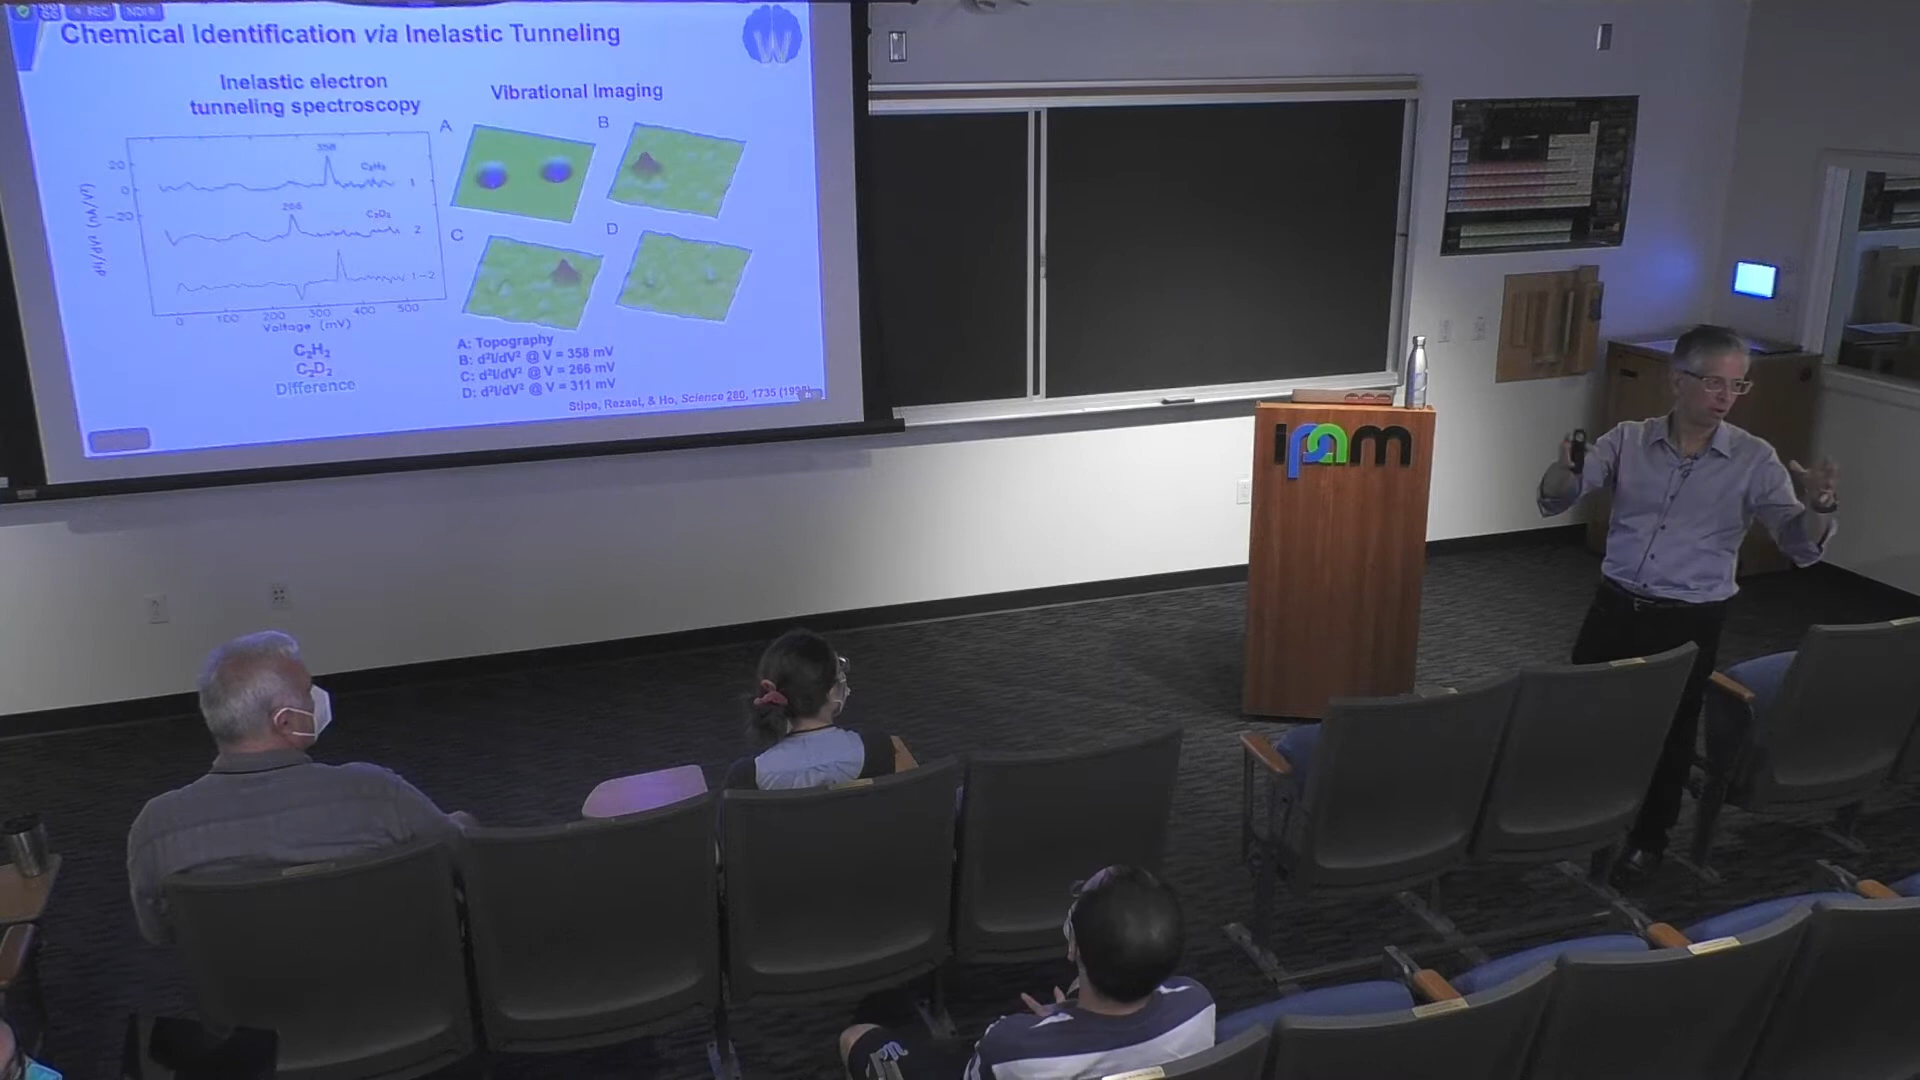 REC
Chemical Identification via Inelastic Tunneling
Inelastic electron
tunneling spectroscopy
Vibrational Imaging
A
B
C
D
358
C₂H₂
1
266
C₂D₂
2
1-2
20
0
-20
d²I/dV² (nA/V²)
0 100 200 300 400 500
Voltage (mV)
C₂H₂
C₂D₂
Difference
A: Topography
B: d²I/dV² @ V = 358 mV
C: d²I/dV² @ V = 266 mV
D: d²I/dV² @ V = 311 mV
Stipe, Rezaei, & Ho, Science 280, 1735
W
ipam